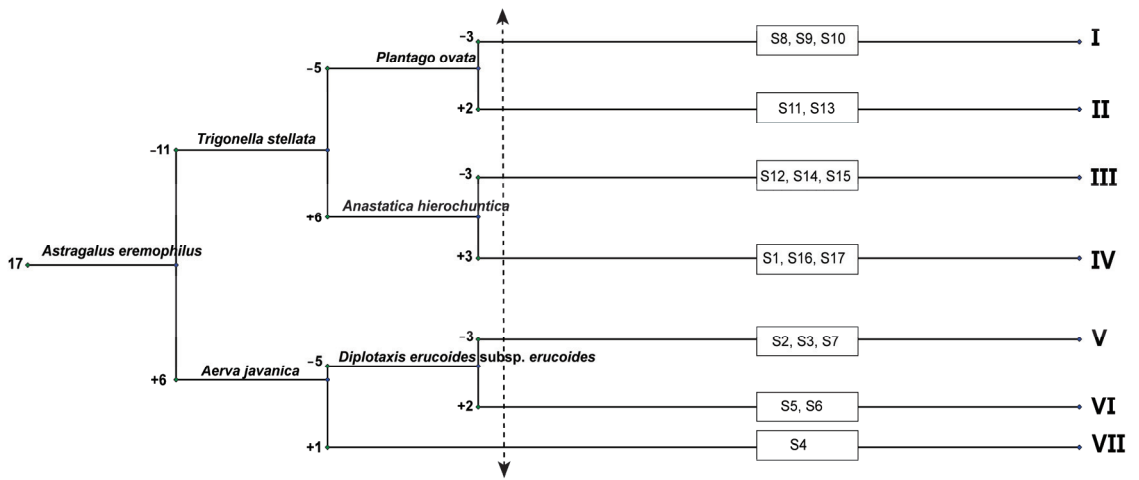 −3 S8, S9, S10 I
Plantago ovata
−5
+2 S11, S13 II
Trigonella stellata
−11
−3 S12, S14, S15 III
Anastatica hierochuntica
+6
17 Astragalus eremophilus
+3 S1, S16, S17 IV
−3 S2, S3, S7 V
−5 Diplotaxis erucoides subsp. erucoides
Aerva javanica
+6
+2 S5, S6 VI
+1 S4 VII